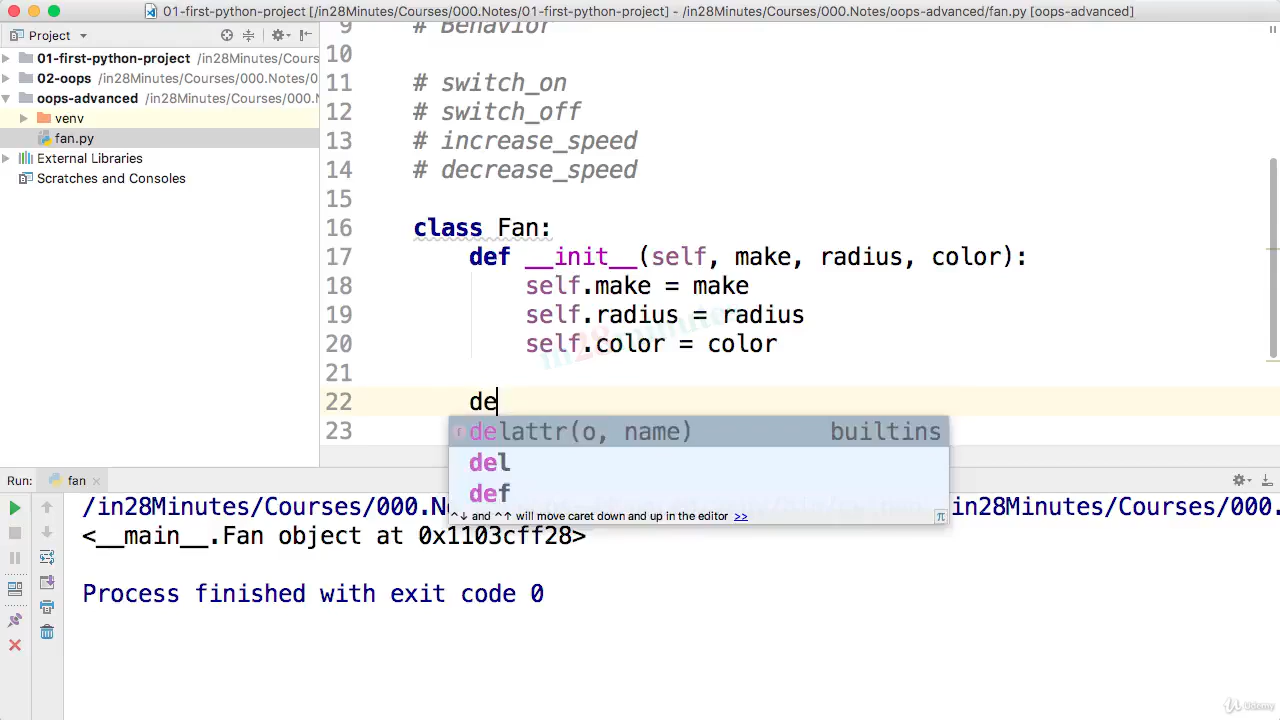 01-first-python-project [/in28Minutes/Courses/000.Notes/01-first-python-project] - /in28Minutes/Courses/000.Notes/oops-advanced/fan.py [oops-advanced]
Project
01-first-python-project /in28Minutes/Cours
02-oops /in28Minutes/Courses/000.Notes/0
oops-advanced /in28Minutes/Courses/000.N
venv
fan.py
External Libraries
Scratches and Consoles
9 # Behavior
10
11 # switch_on
12 # switch_off
13 # increase_speed
14 # decrease_speed
15
16 class Fan:
17 def __init__(self, make, radius, color):
18 self.make = make
19 self.radius = radius
20 self.color = color
21
22 de
23
delattr(o, name) builtins
del
def
^↓ and ^↑ will move caret down and up in the editor >>
π
in28minutes
Run: fan
/in28Minutes/Courses/000.N in28Minutes/Courses/000.
<__main__.Fan object at 0x1103cff28>
Process finished with exit code 0
Udemy